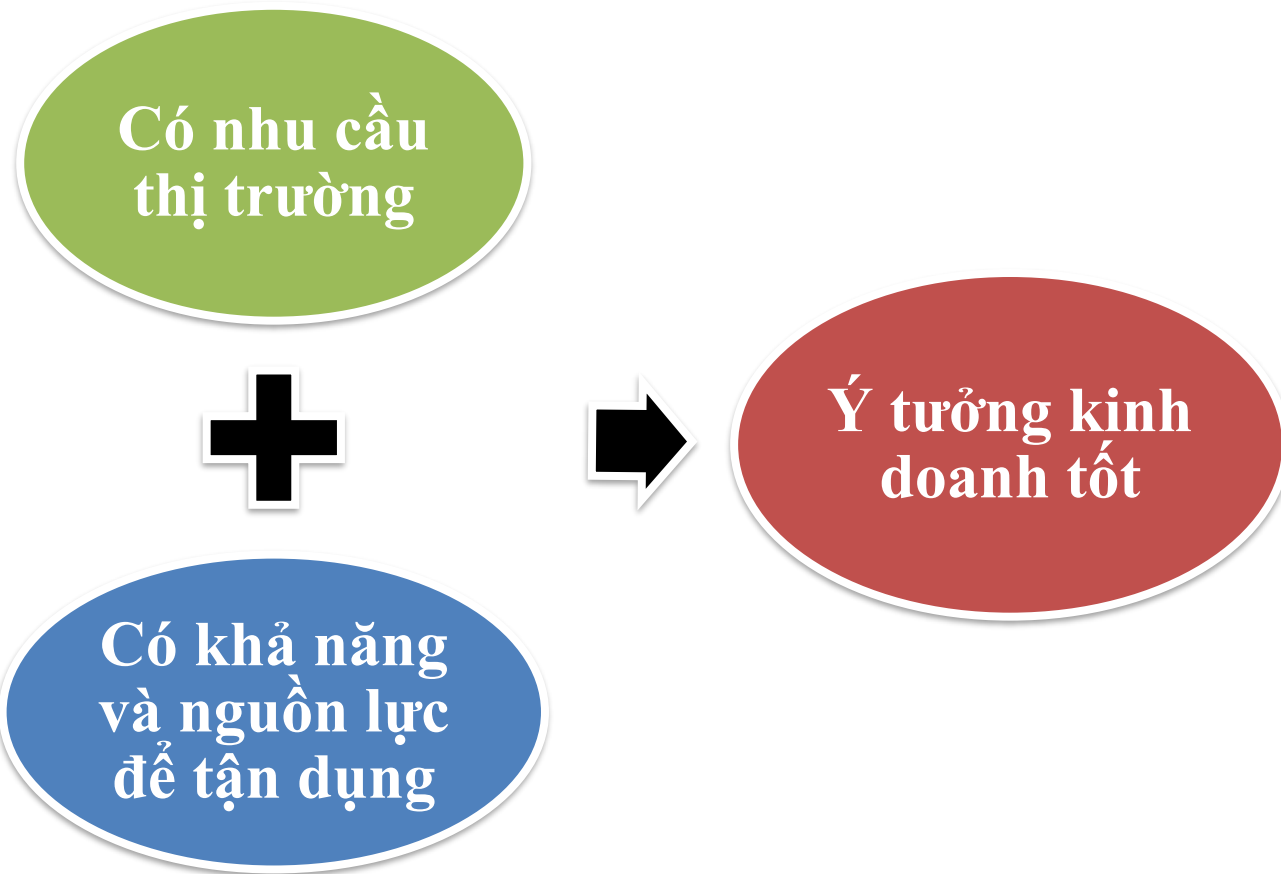 Có nhu cầu
thị trường
Có khả năng
và nguồn lực
để tận dụng
Ý tưởng kinh
doanh tốt